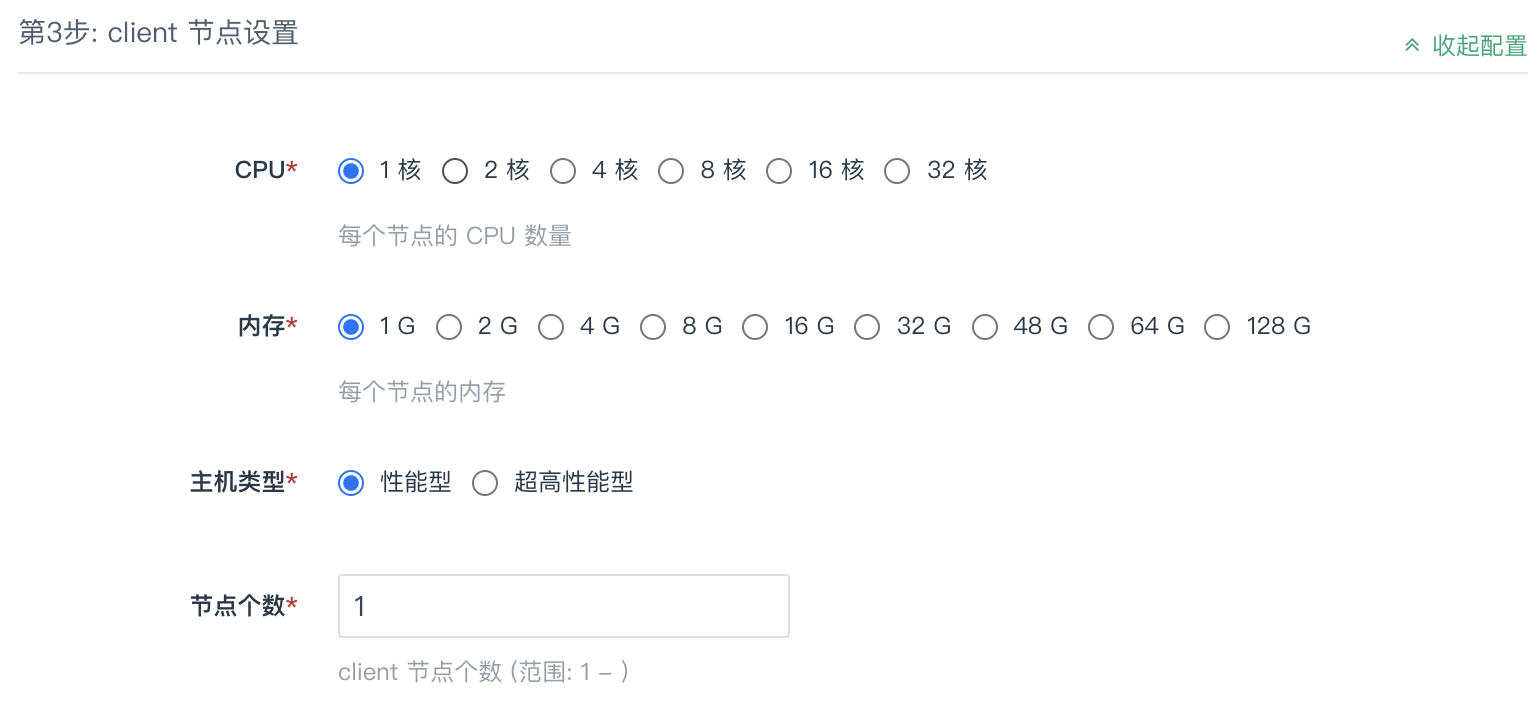 第3步: client 节点设置
收起配置
CPU* 1 核 2 核 4 核 8 核 16 核 32 核
每个节点的 CPU 数量
内存* 1 G 2 G 4 G 8 G 16 G 32 G 48 G 64 G 128 G
每个节点的内存
主机类型* 性能型 超高性能型
节点个数* 1
client 节点个数 (范围: 1 – )